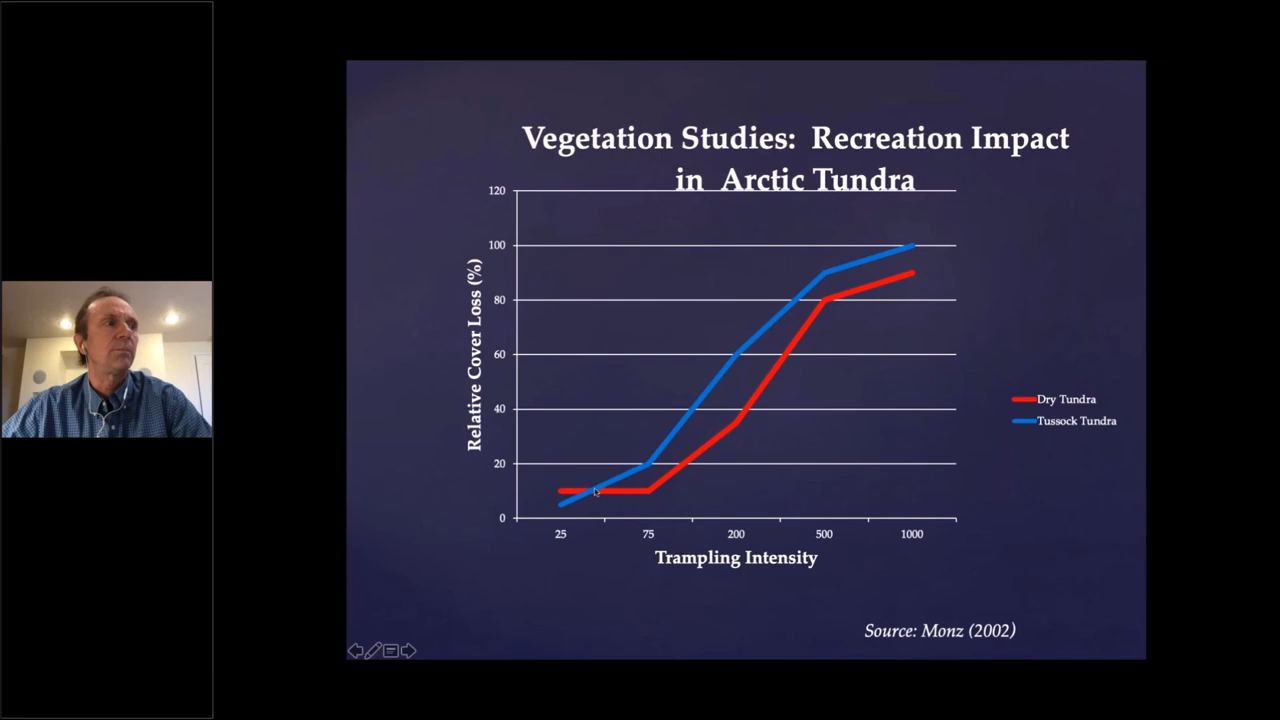 Vegetation Studies: Recreation Impact
in Arctic Tundra
120
100
80
60
40
20
0
Relative Cover Loss (%)
25 75 200 500 1000
Trampling Intensity
Dry Tundra
Tussock Tundra
Source: Monz (2002)